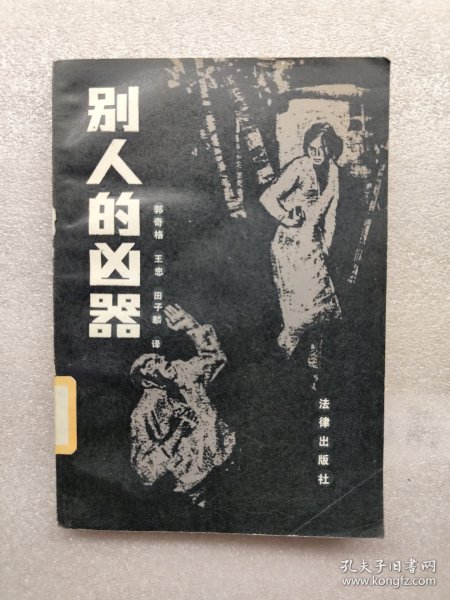 别人的凶器
郭奇格 王忠 田子麟 译
法律出版社
孔夫子旧书网
www.kongfz.com